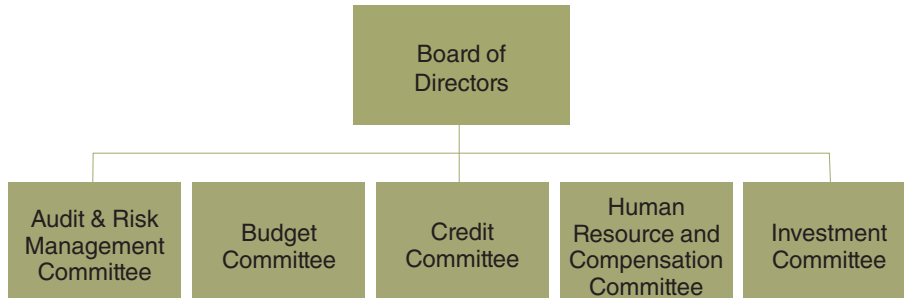 Board of
Directors
Audit & Risk
Management
Committee
Budget
Committee
Credit
Committee
Human
Resource and
Compensation
Committee
Investment
Committee